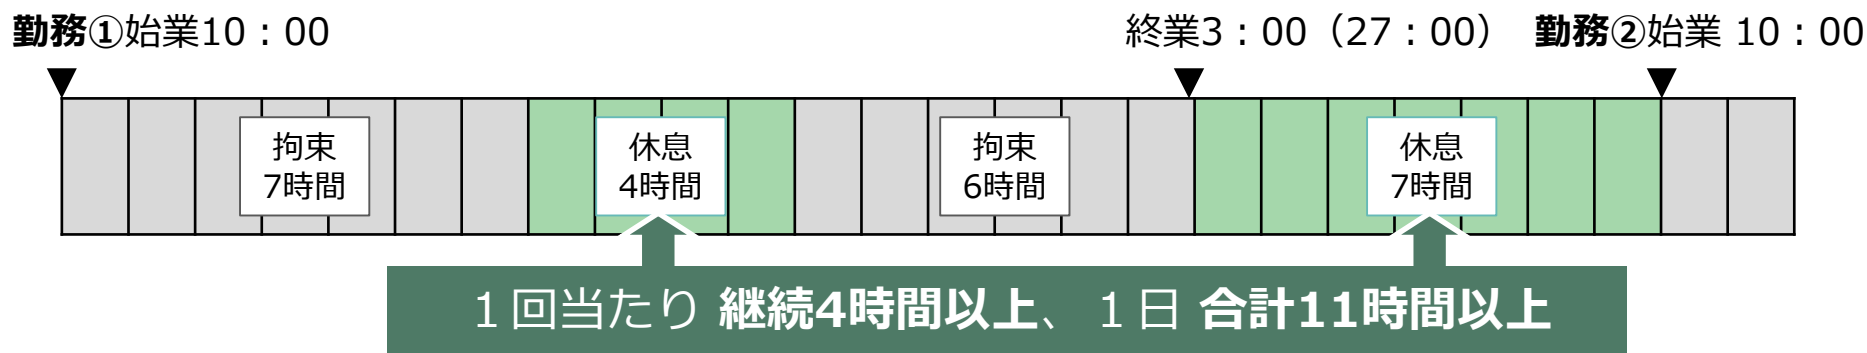 勤務①始業10：00
終業3：00（27：00）
勤務②始業 10：00
拘束
7時間
休息
4時間
拘束
6時間
休息
7時間
１回当たり 継続4時間以上、１日 合計11時間以上